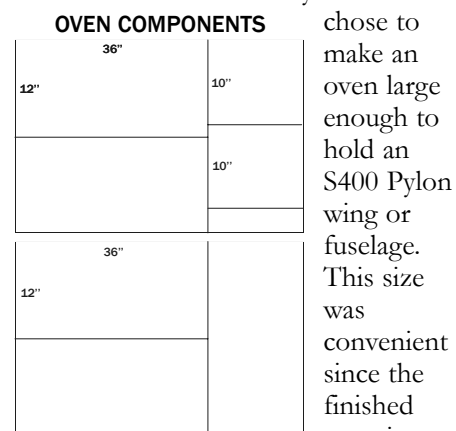 OVEN COMPONENTS
36"
12"
10"
10"
36"
12"
chose to
make an
oven large
enough to
hold an
S400 Pylon
wing or
fuselage.
This size
was
convenient
since the
finished